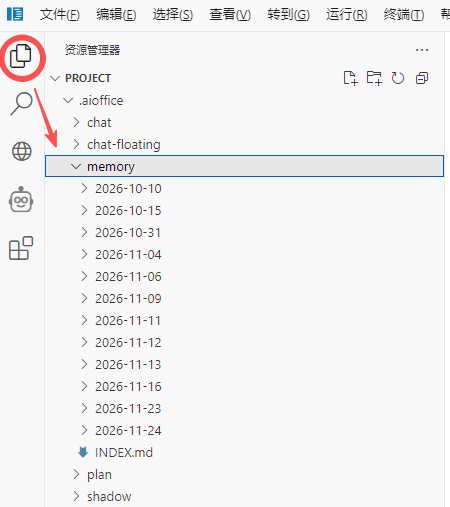 文件(F) 编辑(E) 选择(S) 查看(V) 转到(G) 运行(R) 终端(T)
资源管理器
PROJECT
.aioffice
chat
chat-floating
memory
2026-10-10
2026-10-15
2026-10-31
2026-11-04
2026-11-06
2026-11-09
2026-11-11
2026-11-12
2026-11-13
2026-11-16
2026-11-23
2026-11-24
INDEX.md
plan
shadow